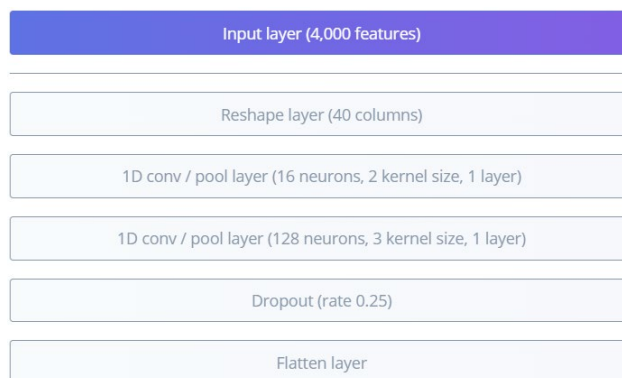 Input layer (4,000 features)
Reshape layer (40 columns)
1D conv / pool layer (16 neurons, 2 kernel size, 1 layer)
1D conv / pool layer (128 neurons, 3 kernel size, 1 layer)
Dropout (rate 0.25)
Flatten layer